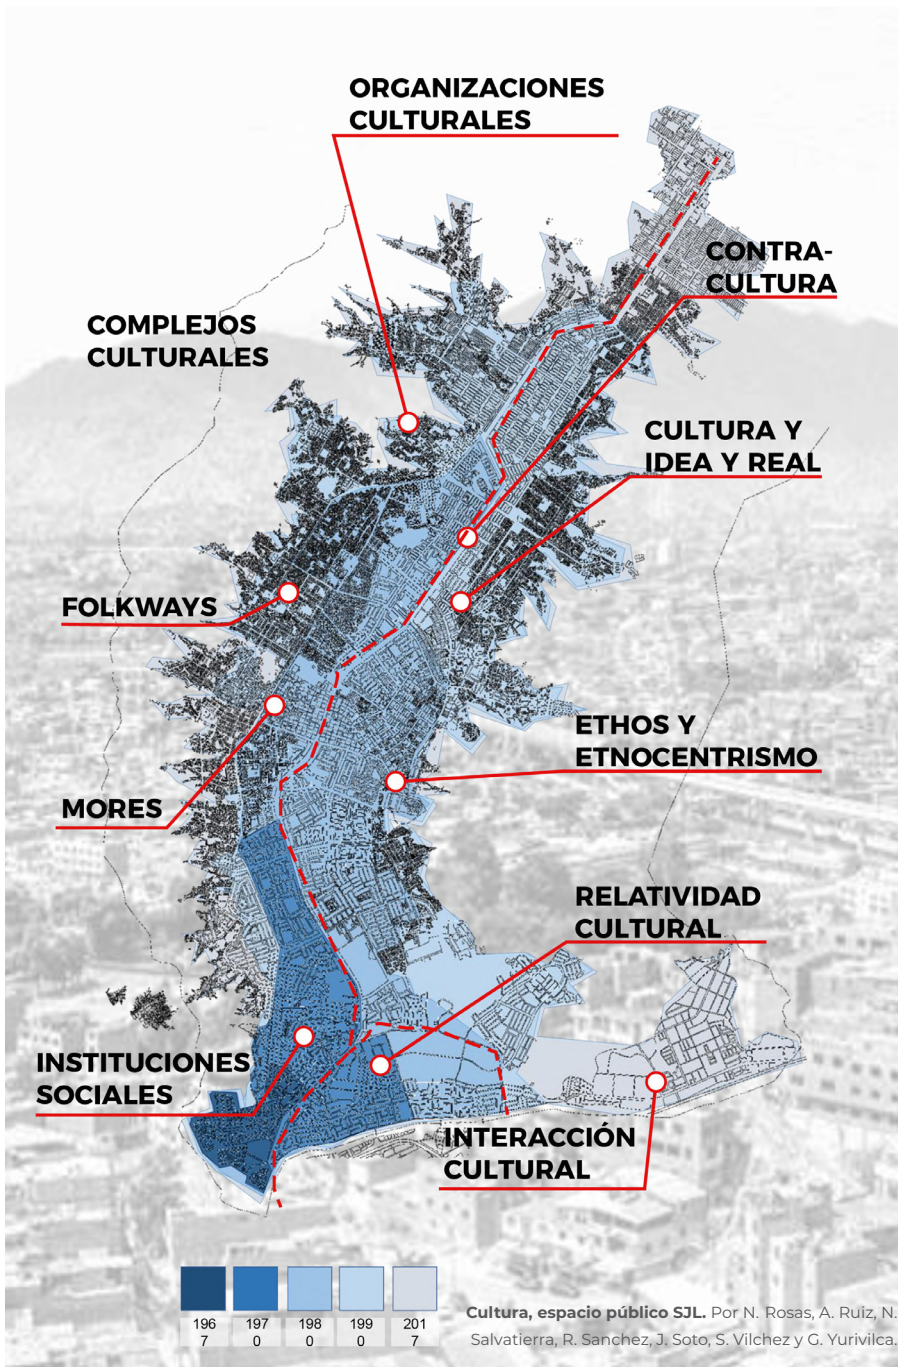 ORGANIZACIONES
CULTURALES
CONTRA-
CULTURA
COMPLEJOS
CULTURALES
CULTURA Y
IDEA Y REAL
FOLKWAYS
ETHOS Y
ETNOCENTRISMO
MORES
RELATIVIDAD
CULTURAL
INSTITUCIONES
SOCIALES
INTERACCIÓN
CULTURAL
196 197 198 199 201
7 0 0 0 7
Cultura, espacio público SJL. Por N. Rosas, A. Ruiz, N.
Salvatierra, R. Sanchez, J. Soto, S. Vilchez y G. Yurivilca.